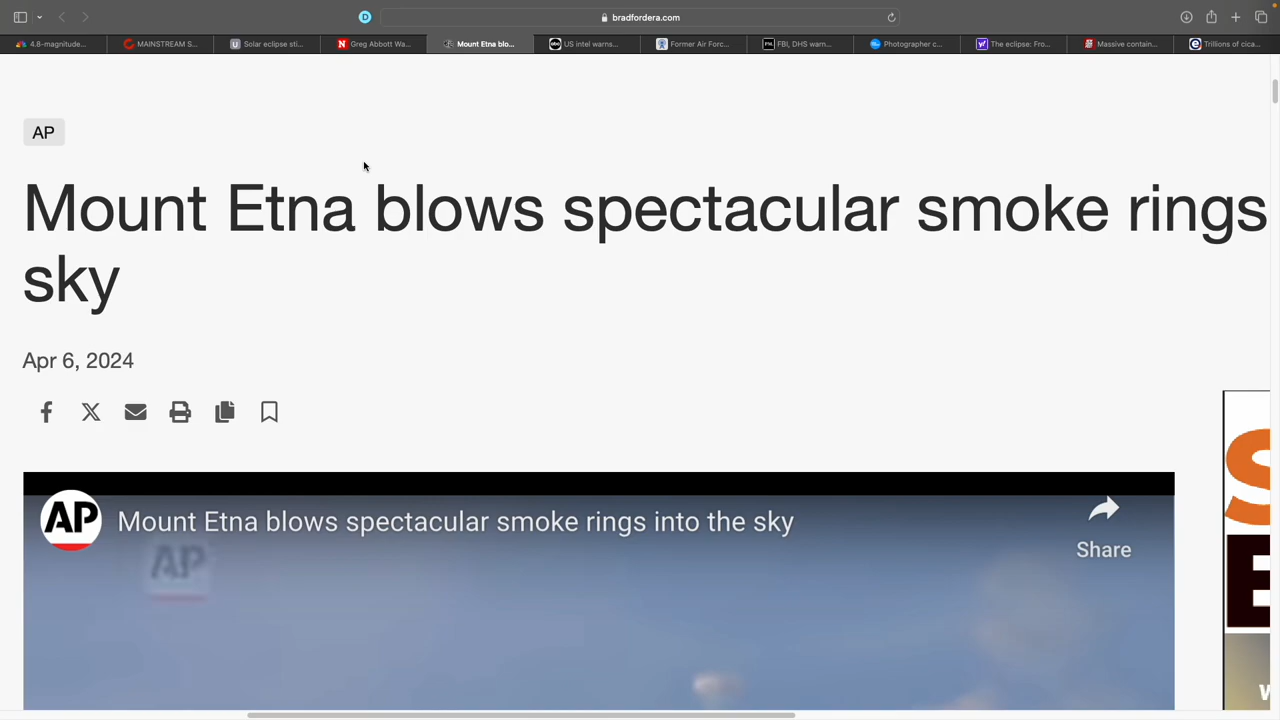 bradfordera.com
4.8-magnitude...
MAINSTREAM S...
Solar eclipse sti...
Greg Abbott Wa...
Mount Etna blo...
US intel warns...
Former Air Forc...
FBI, DHS warn...
Photographer c...
The eclipse: Fro...
Massive contain...
Trillions of cica...
AP
Mount Etna blows spectacular smoke rings
sky
Apr 6, 2024
AP
Mount Etna blows spectacular smoke rings into the sky
Share
AP
S
E
W